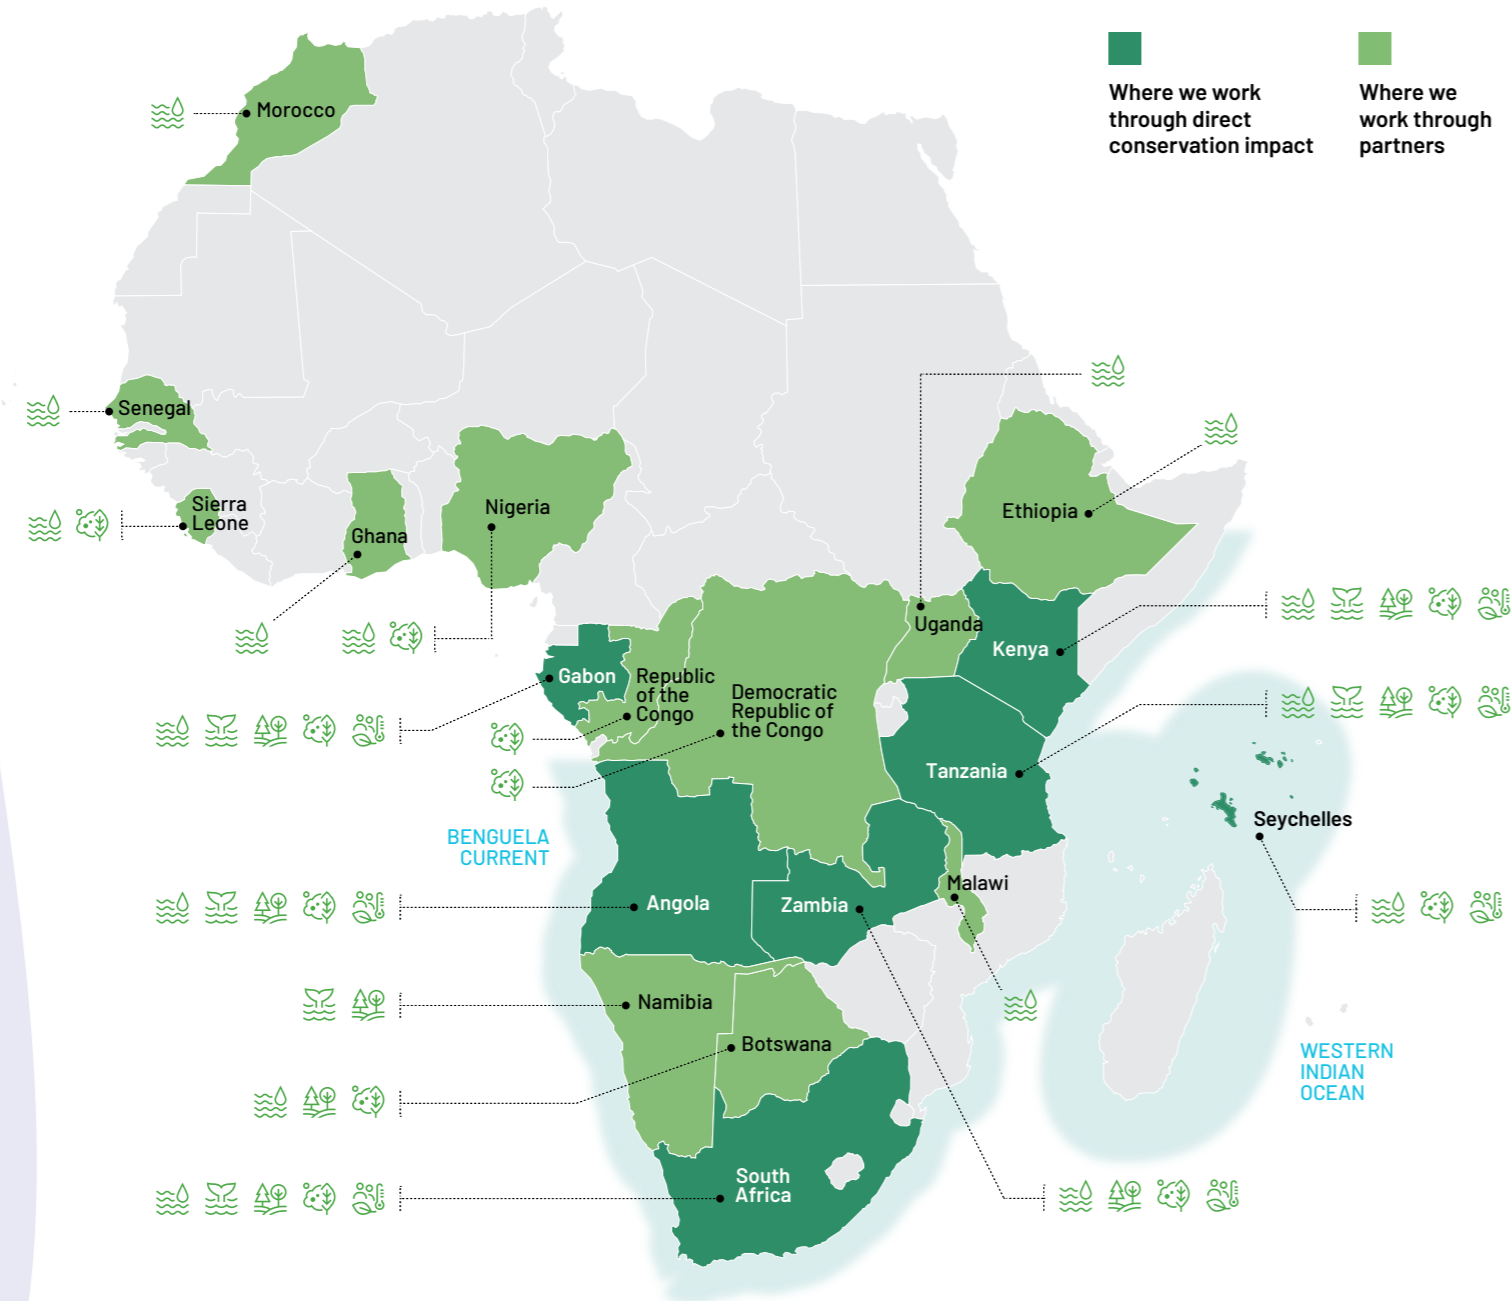 Where we work
through direct
conservation impact
Where we
work through
partners
Morocco
Senegal
Sierra
Leone
Ghana
Nigeria
Ethiopia
Uganda
Kenya
Gabon
Republic
of the
Congo
Democratic
Republic of
the Congo
Tanzania
Seychelles
BENGUELA
CURRENT
Angola
Zambia
Malawi
Namibia
Botswana
WESTERN
INDIAN
OCEAN
South
Africa